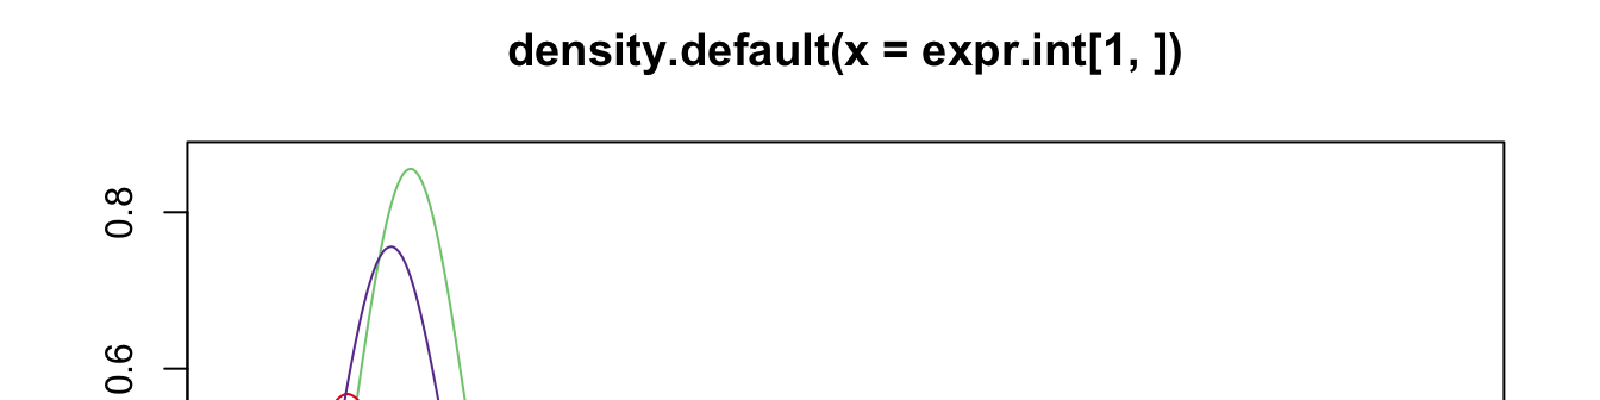 density.default(x = expr.int[1, ])
0.8
0.6